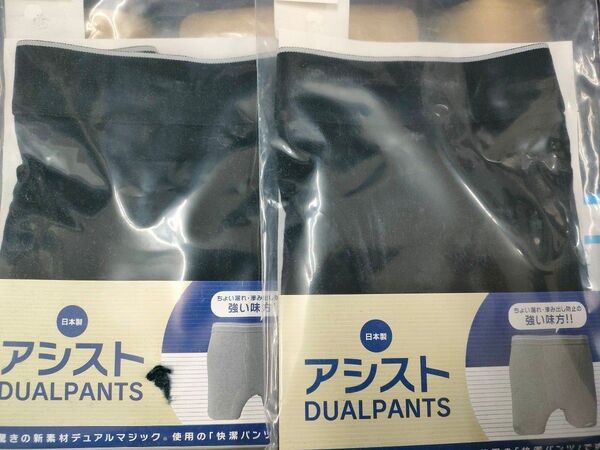 日本製
ちょい漏れ・滲み出し防止の
強い味方
アシスト
DUALPANTS
驚きの新素材デュアルマジック®使用の「快潔パンツ
日本製
ちょい漏れ・滲み出し防止の
強い味方!!
アシスト
DUALPANTS